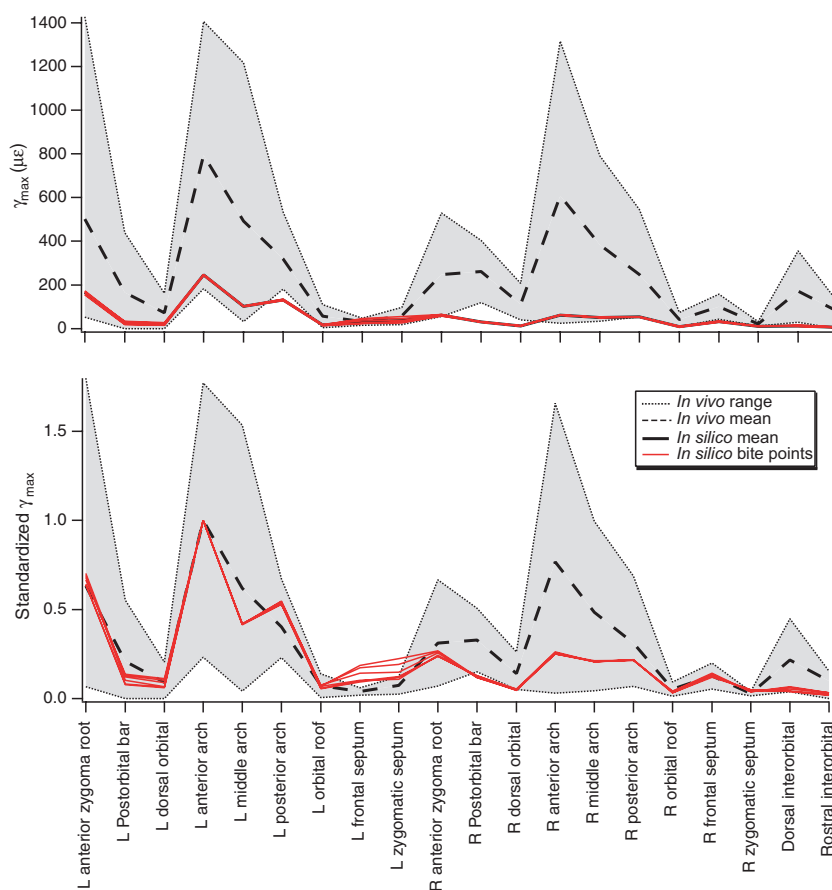 1400
1200
1000
800
600
400
200
0
γmax (με)
1.5
1.0
0.5
0.0
Standardized γmax
In vivo range
In vivo mean
In silico mean
In silico bite points
L anterior zygoma root
L Postorbital bar
L dorsal orbital
L anterior arch
L middle arch
L posterior arch
L orbital roof
L frontal septum
L zygomatic septum
R anterior zygoma root
R Postorbital bar
R dorsal orbital
R anterior arch
R middle arch
R posterior arch
R orbital roof
R frontal septum
R zygomatic septum
Dorsal interorbital
Rostral interorbital